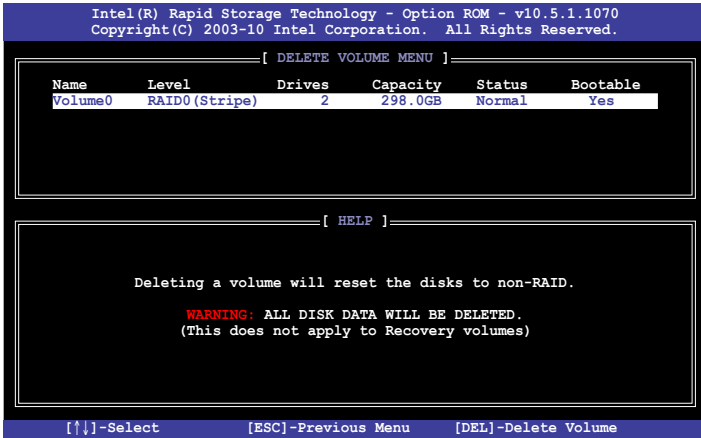 Intel(R) Rapid Storage Technology - Option ROM - v10.5.1.1070
Copyright(C) 2003-10 Intel Corporation.  All Rights Reserved.
[ DELETE VOLUME MENU ]
Name Level Drives Capacity Status Bootable
Volume0 RAID0(Stripe) 2 298.0GB Normal Yes
[ HELP ]
Deleting a volume will reset the disks to non-RAID.
WARNING: ALL DISK DATA WILL BE DELETED.
(This does not apply to Recovery volumes)
[↑↓]-Select [ESC]-Previous Menu [DEL]-Delete Volume